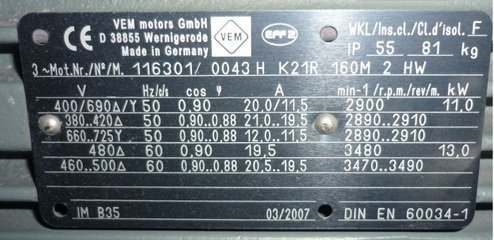 VEM motors GmbH
D 38855 Wernigerode
Made in Germany
CE
VEM
EFF2
WKL/Ins.cl./Cl.d'isol. F
IP 55 81 kg
3~Mot.Nr./N°/M. 116301/ 0043 H K21R 160M 2 HW
V Hz/c/s cos φ A min-1/r.p.m./rev/m. kW
400/690Δ/Y 50 0,90 20,0/11,5 2900 11,0
380..420Δ 50 0,90..0,88 21,0..19,5 2890..2910
660..725Y 50 0,90..0,88 12,0..11,5 2890..2910
480Δ 60 0,90 19,5 3480 13,0
460..500Δ 60 0,90..0,88 20,5..19,5 3470..3490
IM B35 03/2007 DIN EN 60034-1